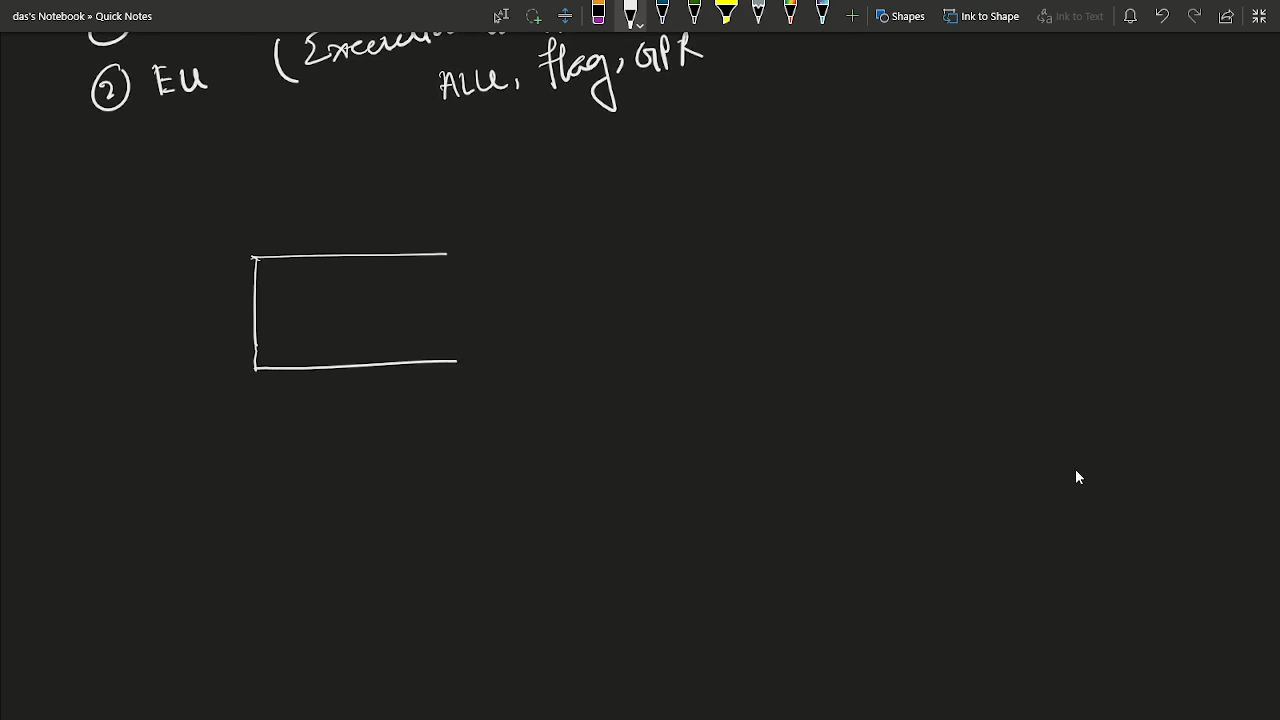 das's Notebook » Quick Notes
Shapes
Ink to Shape
Ink to Text
② EU (
ALU, flag, GPR